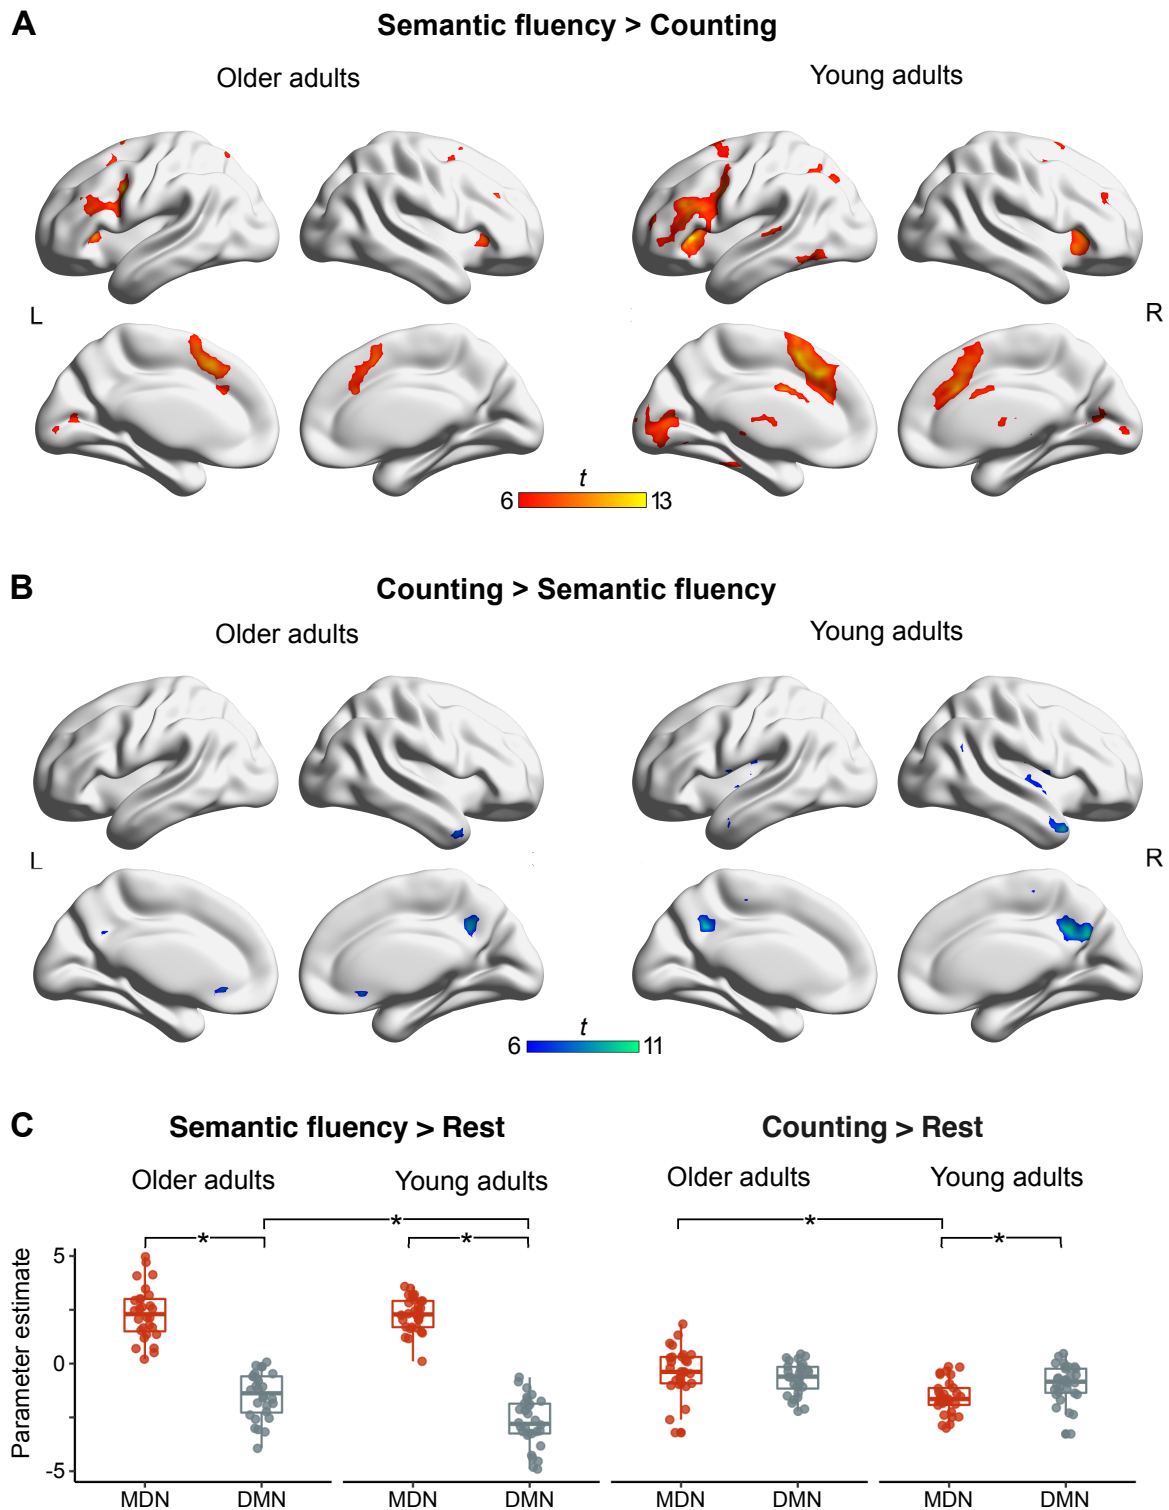 A
Semantic fluency > Counting
Older adults
Young adults
L
R
t
6
13
B
Counting > Semantic fluency
Older adults
Young adults
L
R
t
6
11
C
Semantic fluency > Rest
Counting > Rest
Older adults
Young adults
Older adults
Young adults
*
*
*
*
*
Parameter estimate
5
0
-5
MDN
DMN
MDN
DMN
MDN
DMN
MDN
DMN